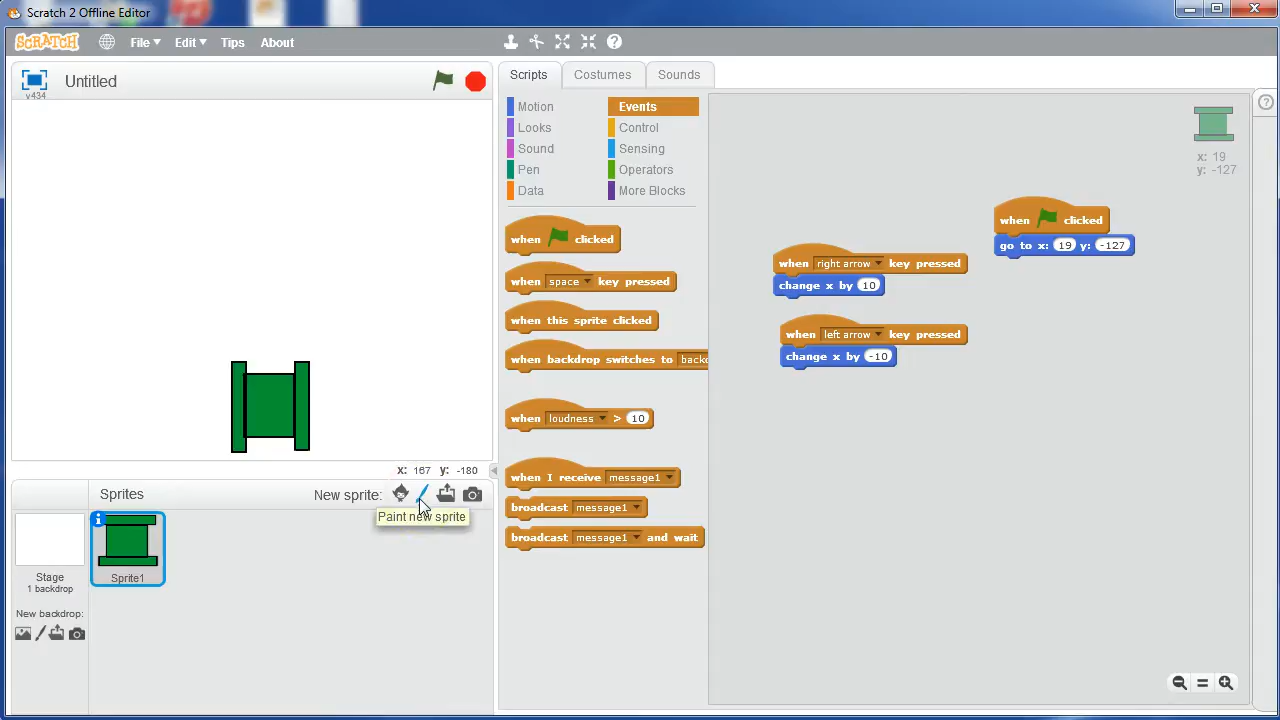 Scratch 2 Offline Editor
SCRATCH
File Edit Tips About
Untitled
v434
Scripts Costumes Sounds
Motion Events
Looks Control
Sound Sensing
Pen Operators
Data More Blocks
when clicked
when space key pressed
when this sprite clicked
when backdrop switches to
when loudness > 10
when I receive message1
broadcast message1
broadcast message1 and wait
x: 19
y: -127
when clicked
go to x: 19 y: -127
when right arrow key pressed
change x by 10
when left arrow key pressed
change x by -10
x: 167 y: -180
Sprites New sprite:
Paint new sprite
Sprite1
Stage
1 backdrop
New backdrop: